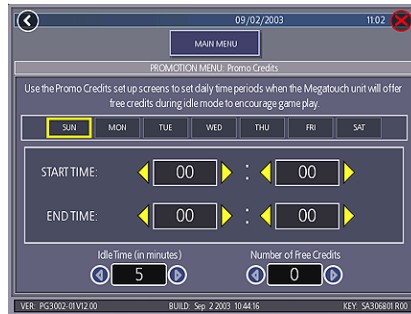 09/02/2003 11:02
MAIN MENU
PROMOTION MENU: Promo Credits
Use the Promo Credits set up screens to set daily time periods when the Megatouch unit will offer
free credits during idle mode to encourage game play.
SUN MON TUE WED THU FRI SAT
START TIME: 00 : 00
END TIME: 00 : 00
Idle Time (in minutes) Number of Free Credits
5 0
VER: PG3002-01 V12.00 BUILD: Sep 2 2003 10:44:16 KEY: SA306801 R00